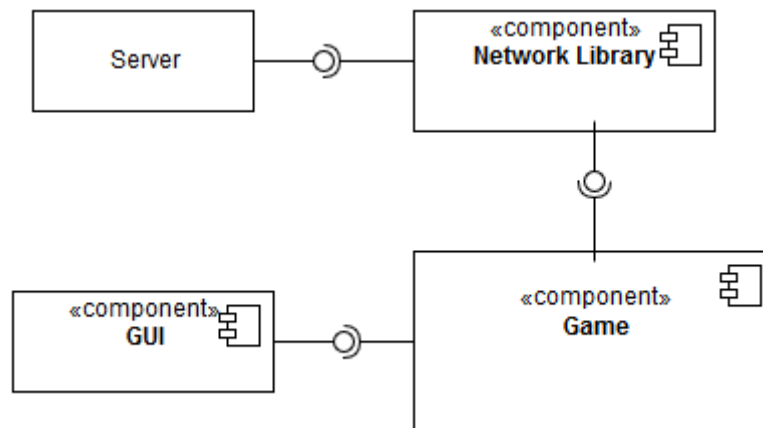 Server
«component»
Network Library
«component»
GUI
«component»
Game